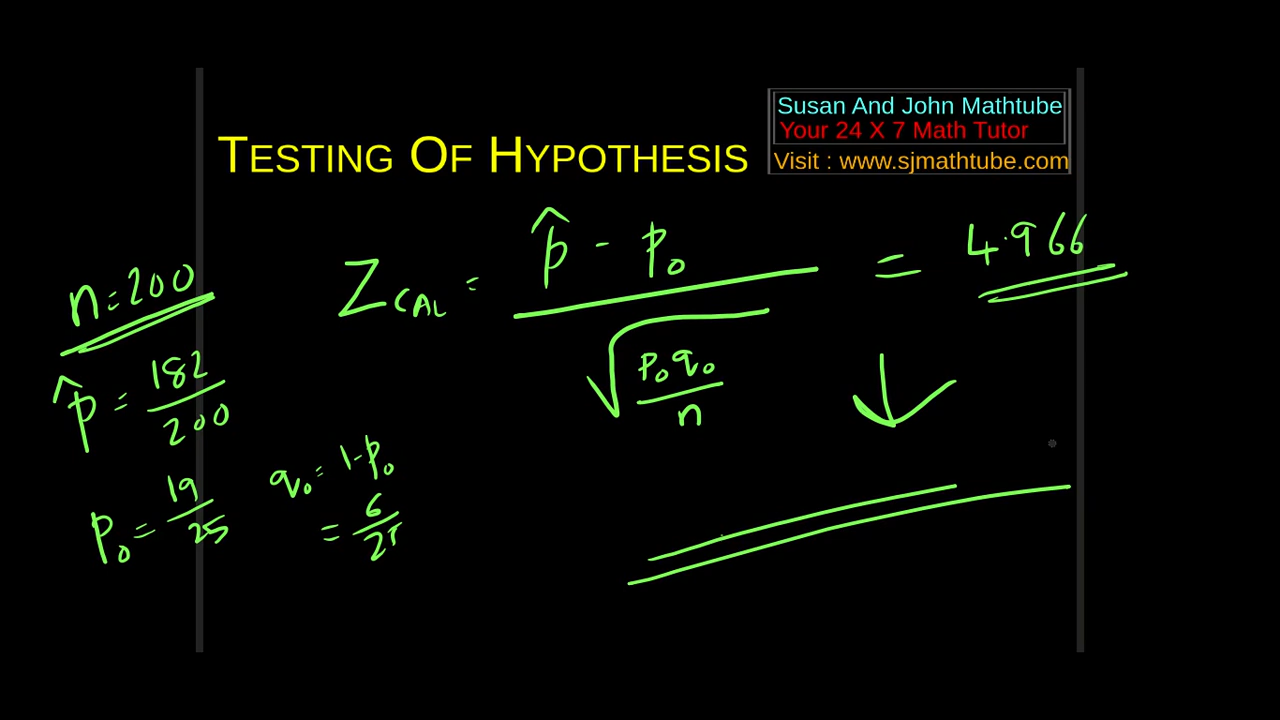 Susan And John Mathtube
Your 24 X 7 Math Tutor
Visit : www.sjmathtube.com
TESTING OF HYPOTHESIS
n=200
p̂ = 182/200
p₀ = 19/25
q₀ = 1-p₀
= 6/25
Z_CAL = (p̂ - p₀)/√(p₀q₀/n) = 4.966